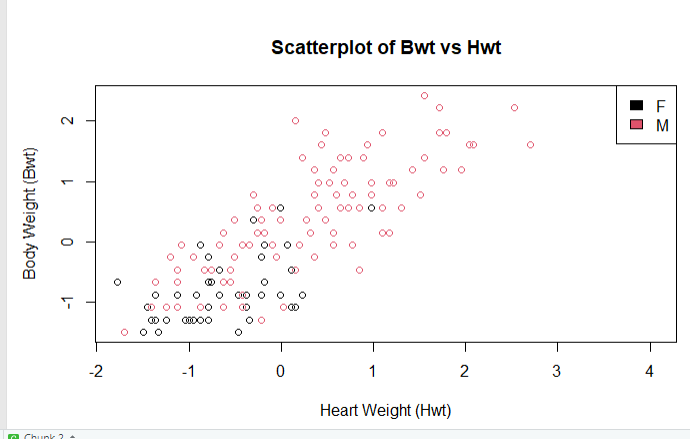 Scatterplot of Bwt vs Hwt
F
M
Body Weight (Bwt)
2
1
0
-1
-2 -1 0 1 2 3 4
Heart Weight (Hwt)
Chunk 2